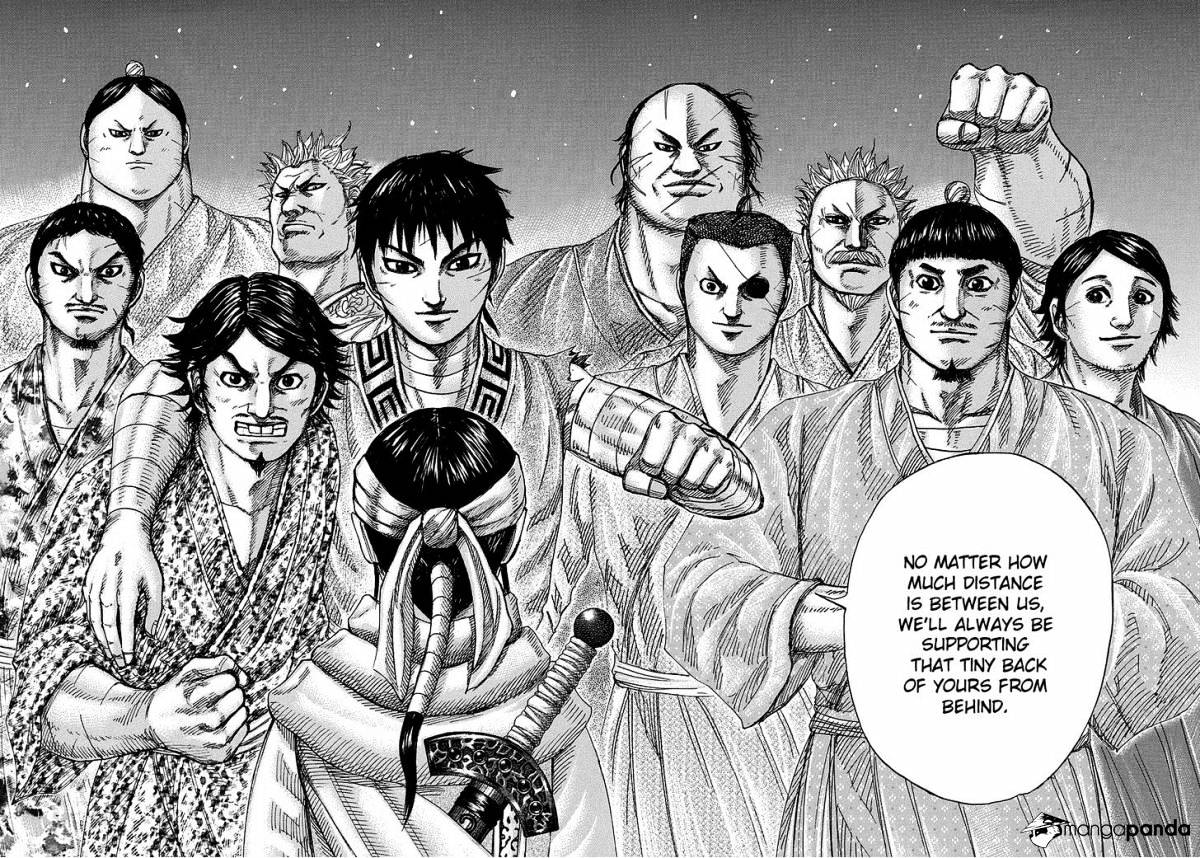 NO MATTER HOW
MUCH DISTANCE
IS BETWEEN US,
WE'LL ALWAYS BE
SUPPORTING
THAT TINY BACK
OF YOURS FROM
BEHIND.
mangapanda